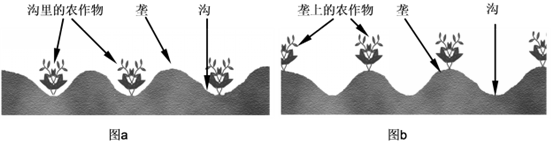 沟里的农作物 垄 沟
垄上的农作物 垄 沟
图a
图b